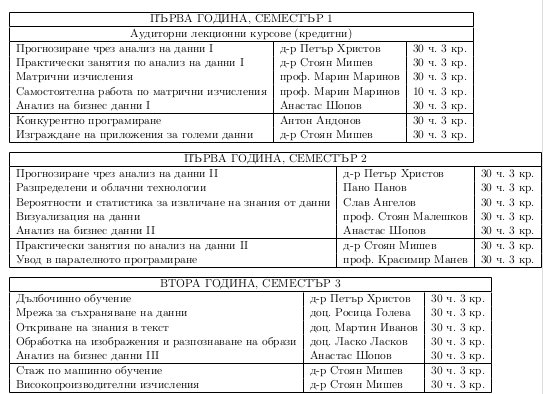 ПЪРВА ГОДИНА, СЕМЕСТЪР 1
Аудиторни лекционни курсове (кредитни)
Прогнозиране чрез анализ на данни I д-р Петър Христов 30 ч. 3 кр.
Практически занятия по анализ на данни I д-р Стоян Мишев 30 ч. 3 кр.
Матрични изчисления проф. Марин Маринов 30 ч. 3 кр.
Самостоятелна работа по матрични изчисления проф. Марин Маринов 10 ч. 3 кр.
Анализ на бизнес данни I Анастас Шопов 30 ч. 3 кр.
Конкурентно програмиране Антон Андонов 30 ч. 3 кр.
Изграждане на приложения за големи данни д-р Стоян Мишев 30 ч. 3 кр.
ПЪРВА ГОДИНА, СЕМЕСТЪР 2
Прогнозиране чрез анализ на данни II д-р Петър Христов 30 ч. 3 кр.
Разпределени и облачни технологии Пано Панов 30 ч. 3 кр.
Вероятности и статистика за извличане на знания от данни Слав Ангелов 30 ч. 3 кр.
Визуализация на данни проф. Стоян Малешков 30 ч. 3 кр.
Анализ на бизнес данни II Анастас Шопов 30 ч. 3 кр.
Практически занятия по анализ на данни II д-р Стоян Мишев 30 ч. 3 кр.
Увод в паралелното програмиране проф. Красимир Манев 30 ч. 3 кр.
ВТОРА ГОДИНА, СЕМЕСТЪР 3
Дълбочинно обучение д-р Петър Христов 30 ч. 3 кр.
Мрежа за съхраняване на данни доц. Росица Голева 30 ч. 3 кр.
Откриване на знания в текст доц. Мартин Иванов 30 ч. 3 кр.
Обработка на изображения и разпознаване на образи доц. Ласко Ласков 30 ч. 3 кр.
Анализ на бизнес данни III Анастас Шопов 30 ч. 3 кр.
Стаж по машинно обучение д-р Стоян Мишев 30 ч. 3 кр.
Високопроизводителни изчисления д-р Стоян Мишев 30 ч. 3 кр.